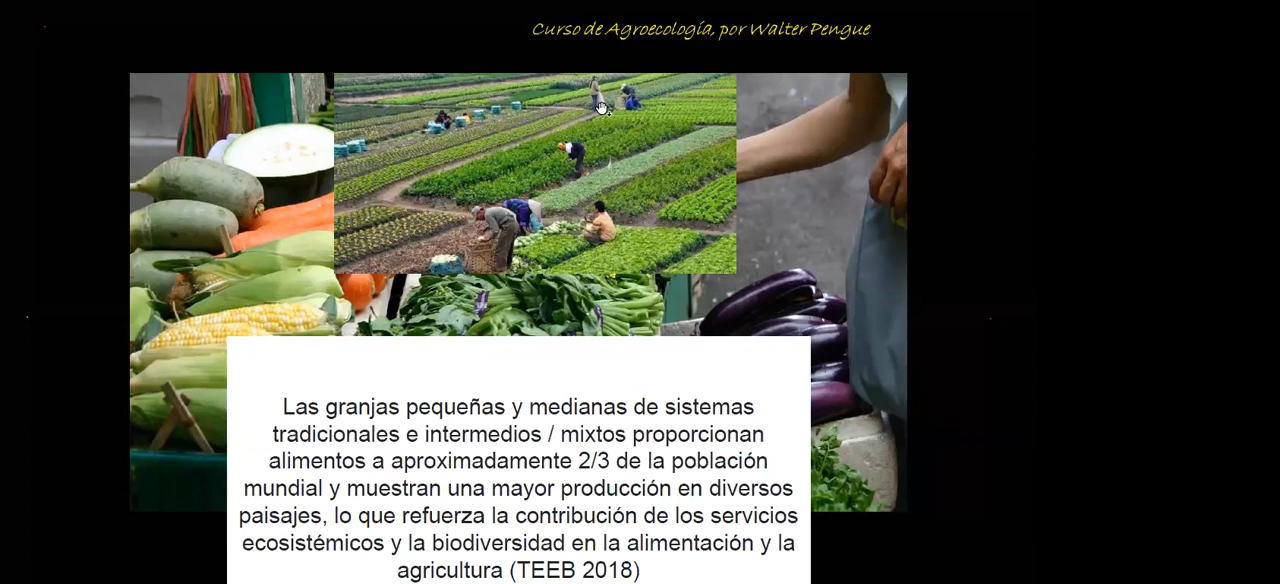 Curso de Agroecología, por Walter Pengue
Las granjas pequeñas y medianas de sistemas
tradicionales e intermedios / mixtos proporcionan
alimentos a aproximadamente 2/3 de la población
mundial y muestran una mayor producción en diversos
paisajes, lo que refuerza la contribución de los servicios
ecosistémicos y la biodiversidad en la alimentación y la
agricultura (TEEB 2018)